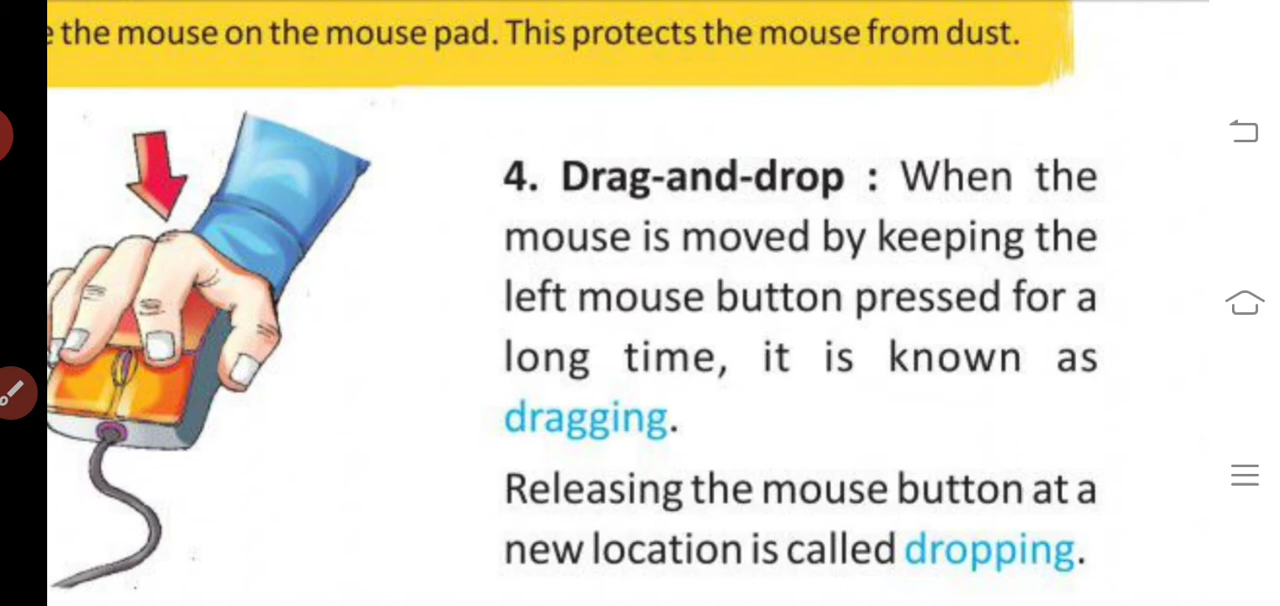 the mouse on the mouse pad. This protects the mouse from dust.
4. Drag-and-drop : When the
mouse is moved by keeping the
left mouse button pressed for a
long time, it is known as
dragging.
Releasing the mouse button at a
new location is called dropping.